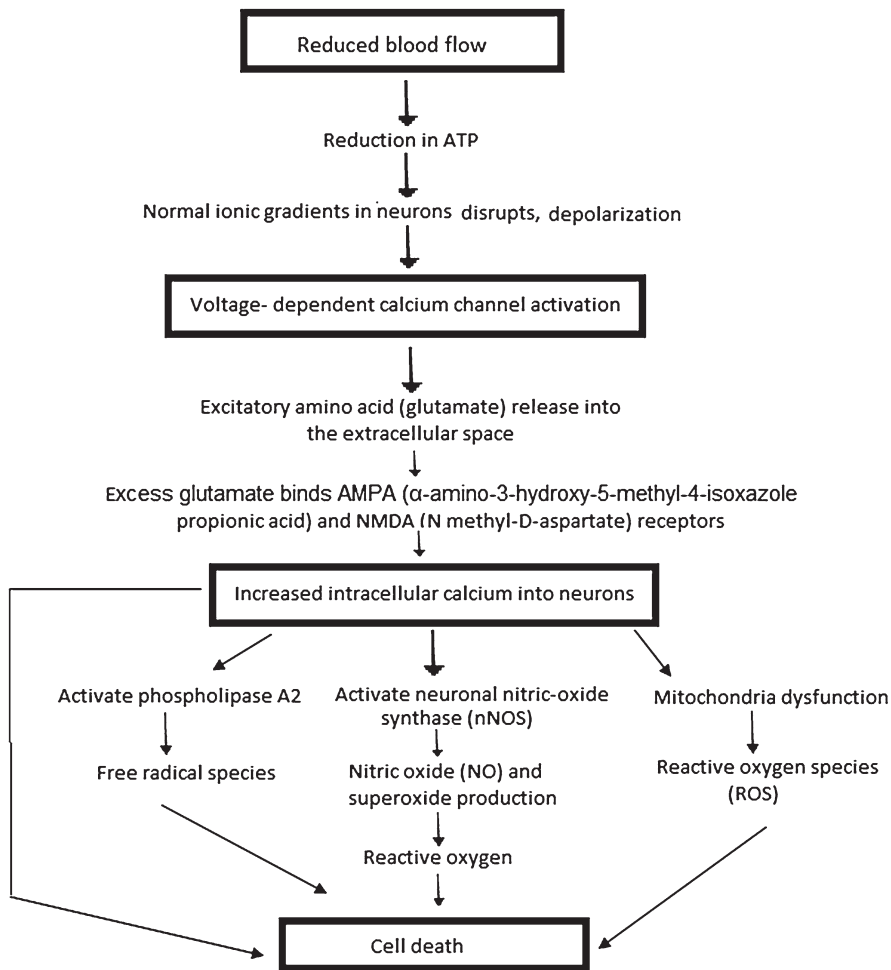 Reduced blood flow
Reduction in ATP
Normal ionic gradients in neurons disrupts, depolarization
Voltage- dependent calcium channel activation
Excitatory amino acid (glutamate) release into
the extracellular space
Excess glutamate binds AMPA (α-amino-3-hydroxy-5-methyl-4-isoxazole
propionic acid) and NMDA (N methyl-D-aspartate) receptors
Increased intracellular calcium into neurons
Activate phospholipase A2
Free radical species
Activate neuronal nitric-oxide
synthase (nNOS)
Nitric oxide (NO) and
superoxide production
Reactive oxygen
Mitochondria dysfunction
Reactive oxygen species
(ROS)
Cell death